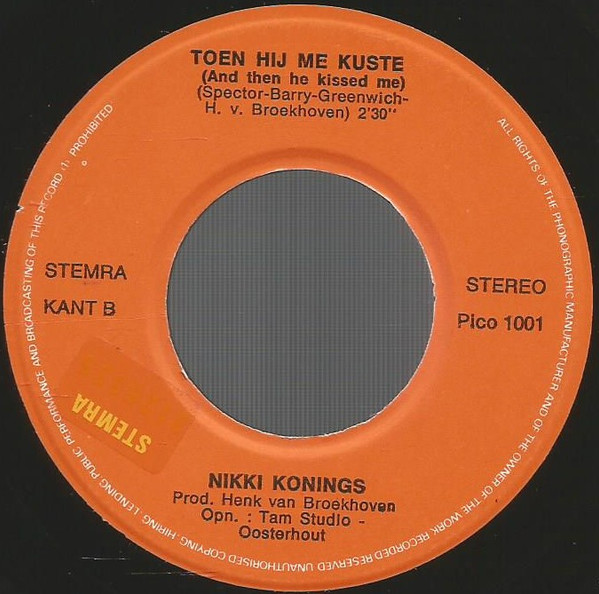 TOEN HIJ ME KUSTE
(And then he kissed me)
(Spector-Barry-Greenwich-
H. v. Broekhoven) 2'30"
STEMRA
KANT B
STEREO
Pico 1001
STEMRA
NIKKI KONINGS
Prod. Henk van Broekhoven
Opn. : Tam Studio -
Oosterhout
ALL RIGHTS OF THE PHONOGRAPHIC MANUFACTURER AND OF THE OWNER OF THE WORK RECORDED RESERVED UNAUTHORISED COPYING · HIRING · LENDING PUBLIC PERFORMANCE AND BROADCASTING OF THIS RECORD (1) PROHIBITED